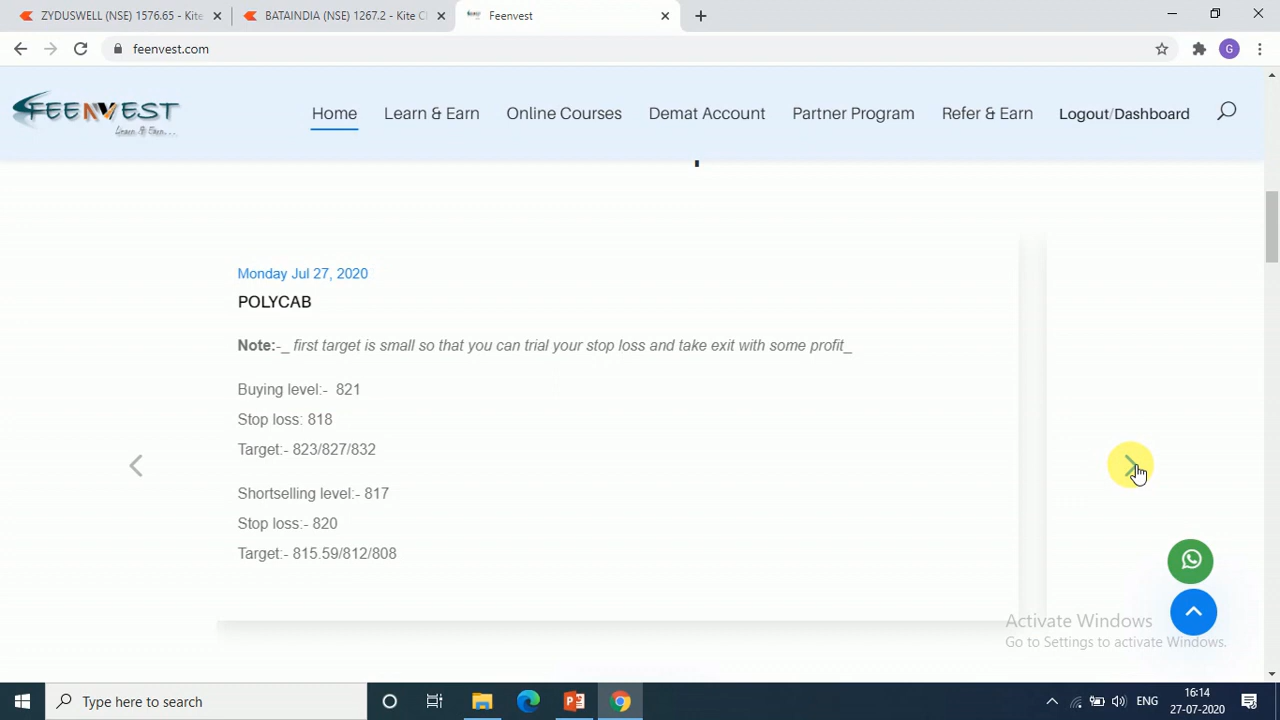 ZYDUSWELL (NSE) 1576.65 - Kite
BATAINDIA (NSE) 1267.2 - Kite C
Feenvest
feenvest.com
G
FEENVEST
Learn & Earn...
Home
Learn & Earn
Online Courses
Demat Account
Partner Program
Refer & Earn
Logout/Dashboard
Monday Jul 27, 2020
POLYCAB
Note:-_ first target is small so that you can trial your stop loss and take exit with some profit_
Buying level:- 821
Stop loss: 818
Target:- 823/827/832
Shortselling level:- 817
Stop loss:- 820
Target:- 815.59/812/808
Activate Windows
Go to Settings to activate Windows.
Type here to search
ENG
16:14
27-07-2020